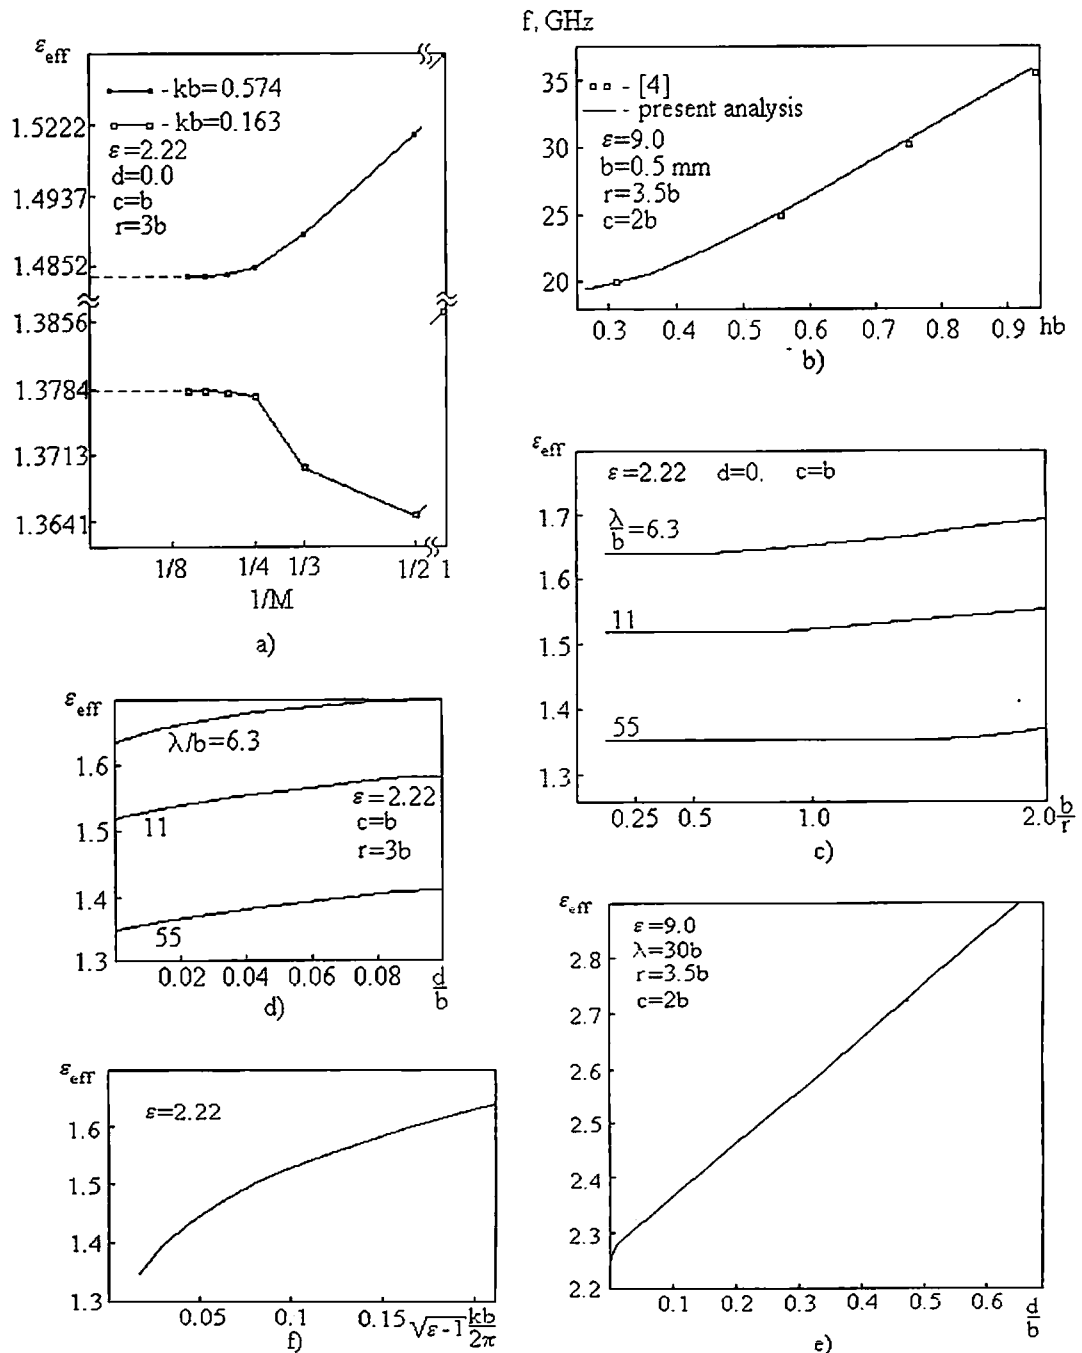 ε_eff
- kb=0.574
- kb=0.163
ε=2.22
d=0.0
c=b
r=3b
1.5222
1.4937
1.4852
1.3856
1.3784
1.3713
1.3641
1/8 1/4 1/3 1/2 1
1/M
a)
f, GHz
- [4]
- present analysis
ε=9.0
b=0.5 mm
r=3.5b
c=2b
35
30
25
20
0.3 0.4 0.5 0.6 0.7 0.8 0.9 hb
b)
ε_eff
ε=2.22 d=0. c=b
λ/b=6.3
11
55
1.7
1.6
1.5
1.4
1.3
0.25 0.5 1.0 2.0 b/r
c)
ε_eff
λ/b=6.3
ε=2.22
c=b
r=3b
11
55
1.6
1.5
1.4
1.3
0.02 0.04 0.06 0.08 d/b
d)
ε_eff
ε=9.0
λ=30b
r=3.5b
c=2b
2.8
2.7
2.6
2.5
2.4
2.3
2.2
0.1 0.2 0.3 0.4 0.5 0.6 d/b
e)
ε_eff
ε=2.22
1.6
1.5
1.4
1.3
0.05 0.1 0.15 √ε-1 kb/2π
f)